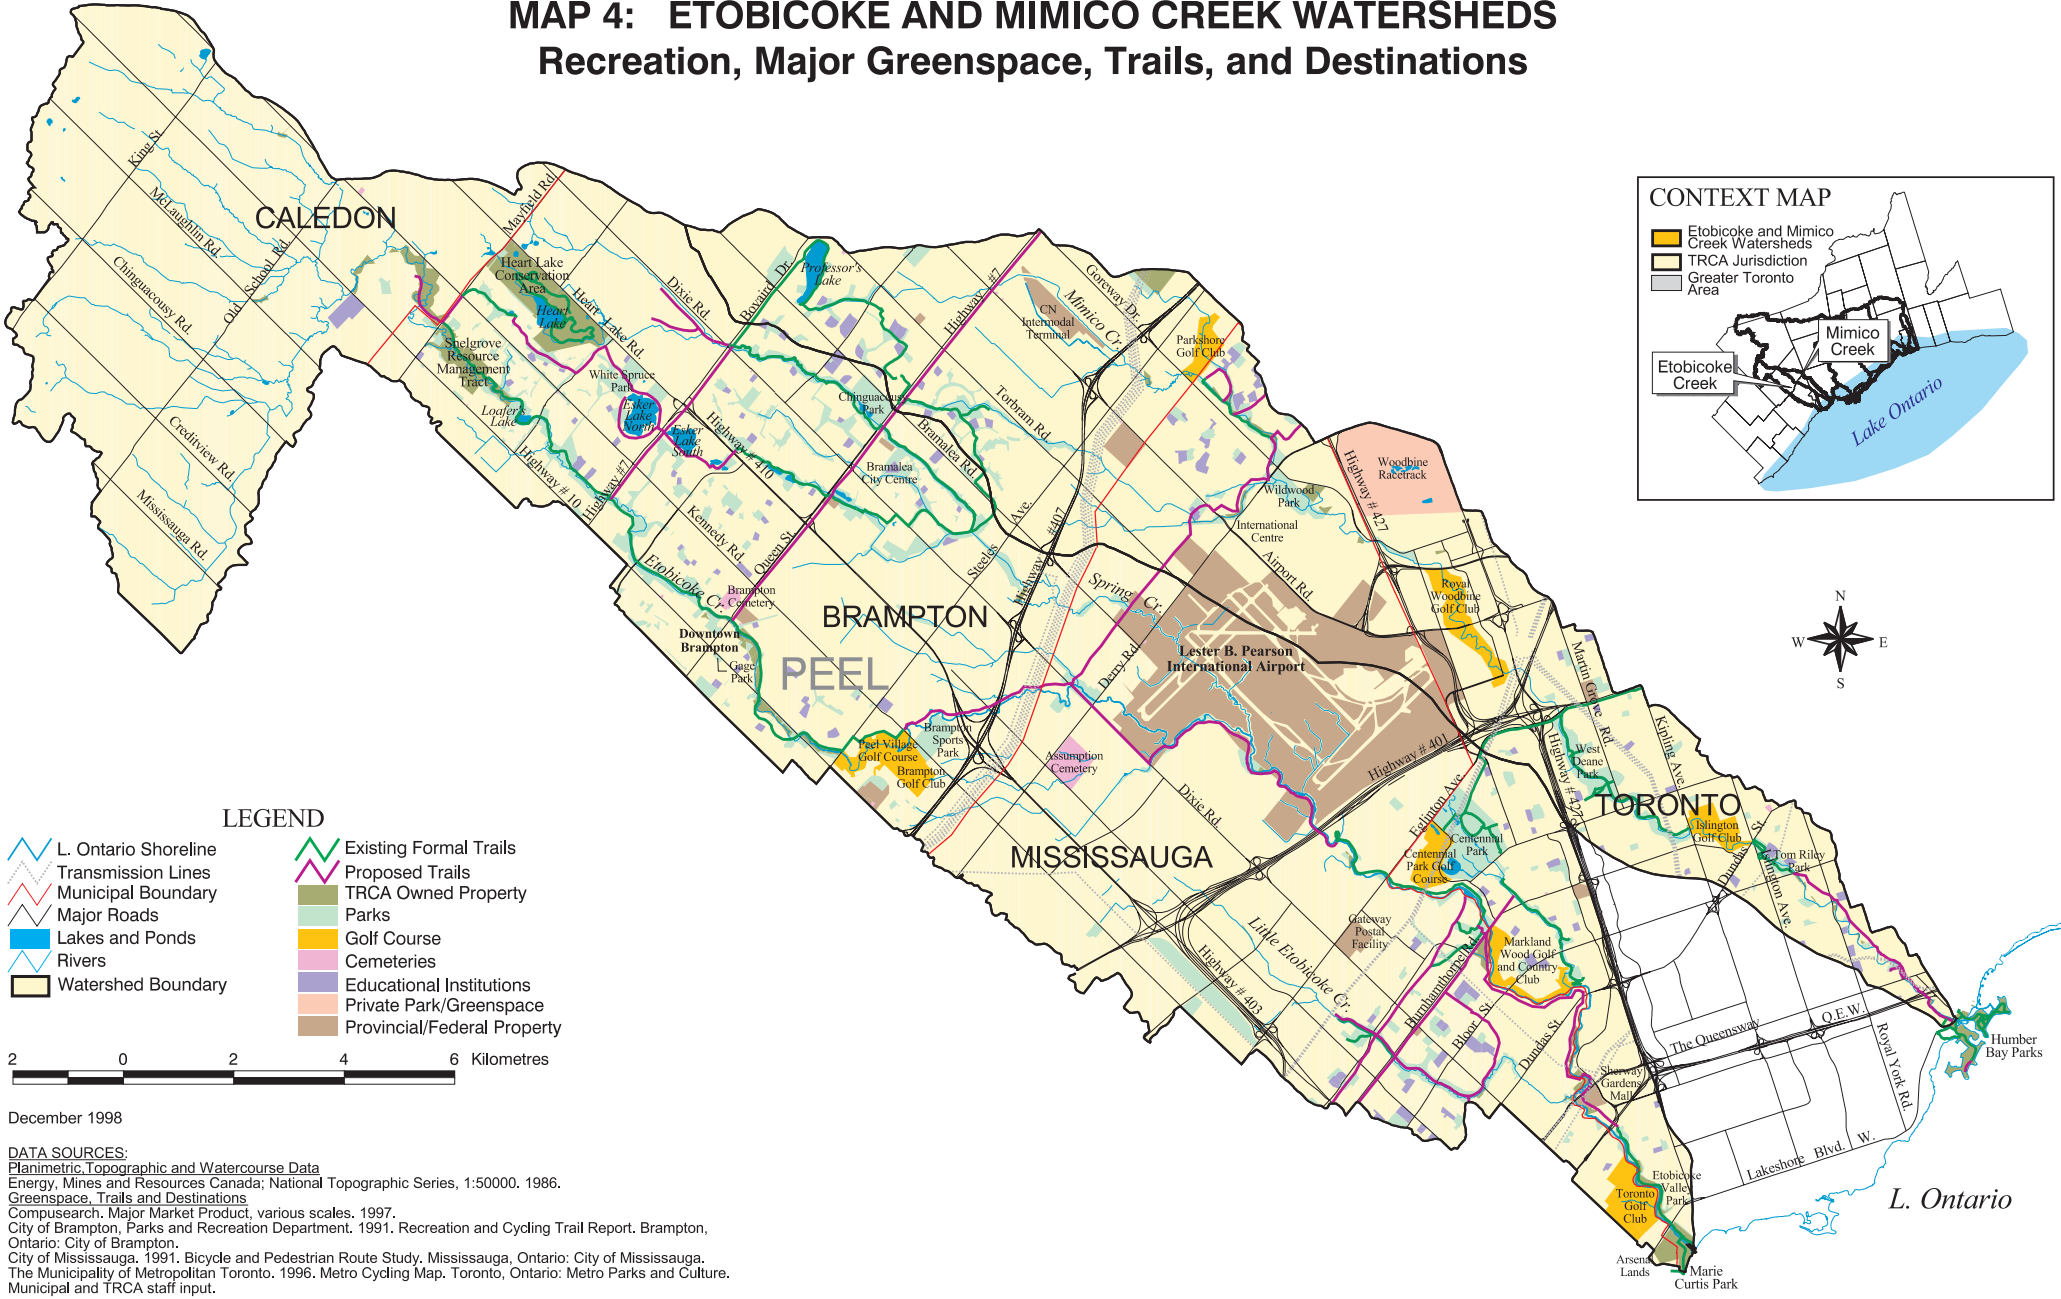 MAP 4: ETOBICOKE AND MIMICO CREEK WATERSHEDS
Recreation, Major Greenspace, Trails, and Destinations
CONTEXT MAP
Etobicoke and Mimico
Creek Watersheds
TRCA Jurisdiction
Greater Toronto
Area
Mimico
Creek
Etobicoke
Creek
Lake Ontario
N
W
E
S
King St.
McLaughlin Rd.
CALEDON
Chinguacousy Rd.
Old School Rd.
Creditview Rd.
Mississauga Rd.
Mayfield Rd.
Heart Lake
Conservation
Area
Heart
Lake
Heart Lake Rd.
Snelgrove
Resource
Management
Tract
Loafer's
Lake
White Spruce
Park
Esker
Lake
North
Esker
Lake
South
Dixie Rd.
Bovaird Dr.
Professor's
Lake
Highway #7
Goreway Dr.
CN
Intermodal
Terminal
Mimico Cr.
Parkshore
Golf Club
Chinguacousy
Park
Torbram Rd.
Bramalea Rd.
Bramalea
City Centre
Highway # 410
Highway # 10
Highway #7
Kennedy Rd.
Queen St.
Etobicoke Cr.
Brampton
Cemetery
Downtown
Brampton
Gage
Park
BRAMPTON
PEEL
Steeles Ave.
Highway #407
Spring Cr.
Woodbine
Racetrack
Highway # 427
Wildwood
Park
International
Centre
Airport Rd.
Royal
Woodbine
Golf Club
Derry Rd.
Lester B. Pearson
International Airport
Brampton
Sports
Park
Peel Village
Golf Course
Brampton
Golf Club
Assumption
Cemetery
Dixie Rd.
Highway # 401
Martin Grove Rd.
Kipling Ave.
West
Deane
Park
Highway # 427
TORONTO
Islington
Golf Club
Eglinton Ave.
Centennial
Park
Centennial
Park Golf
Course
MISSISSAUGA
Dundas St.
Tom Riley
Park
Islington Ave.
Gateway
Postal
Facility
Little Etobicoke Cr.
Highway # 403
Burnhamthorpe Rd.
Markland
Wood Golf
and Country
Club
Bloor St.
Dundas St.
The Queensway
Q.E.W.
Royal York Rd.
Humber
Bay Parks
Sherway
Gardens
Mall
Lakeshore Blvd. W.
Etobicoke
Valley
Park
Toronto
Golf
Club
L. Ontario
Arsenal
Lands
Marie
Curtis Park
LEGEND
L. Ontario Shoreline
Transmission Lines
Municipal Boundary
Major Roads
Lakes and Ponds
Rivers
Watershed Boundary
Existing Formal Trails
Proposed Trails
TRCA Owned Property
Parks
Golf Course
Cemeteries
Educational Institutions
Private Park/Greenspace
Provincial/Federal Property
2 0 2 4 6 Kilometres
December 1998
DATA SOURCES:
Planimetric,Topographic and Watercourse Data
Energy, Mines and Resources Canada; National Topographic Series, 1:50000. 1986.
Greenspace, Trails and Destinations
Compusearch. Major Market Product, various scales. 1997.
City of Brampton, Parks and Recreation Department. 1991. Recreation and Cycling Trail Report. Brampton,
Ontario: City of Brampton.
City of Mississauga. 1991. Bicycle and Pedestrian Route Study. Mississauga, Ontario: City of Mississauga.
The Municipality of Metropolitan Toronto. 1996. Metro Cycling Map. Toronto, Ontario: Metro Parks and Culture.
Municipal and TRCA staff input.